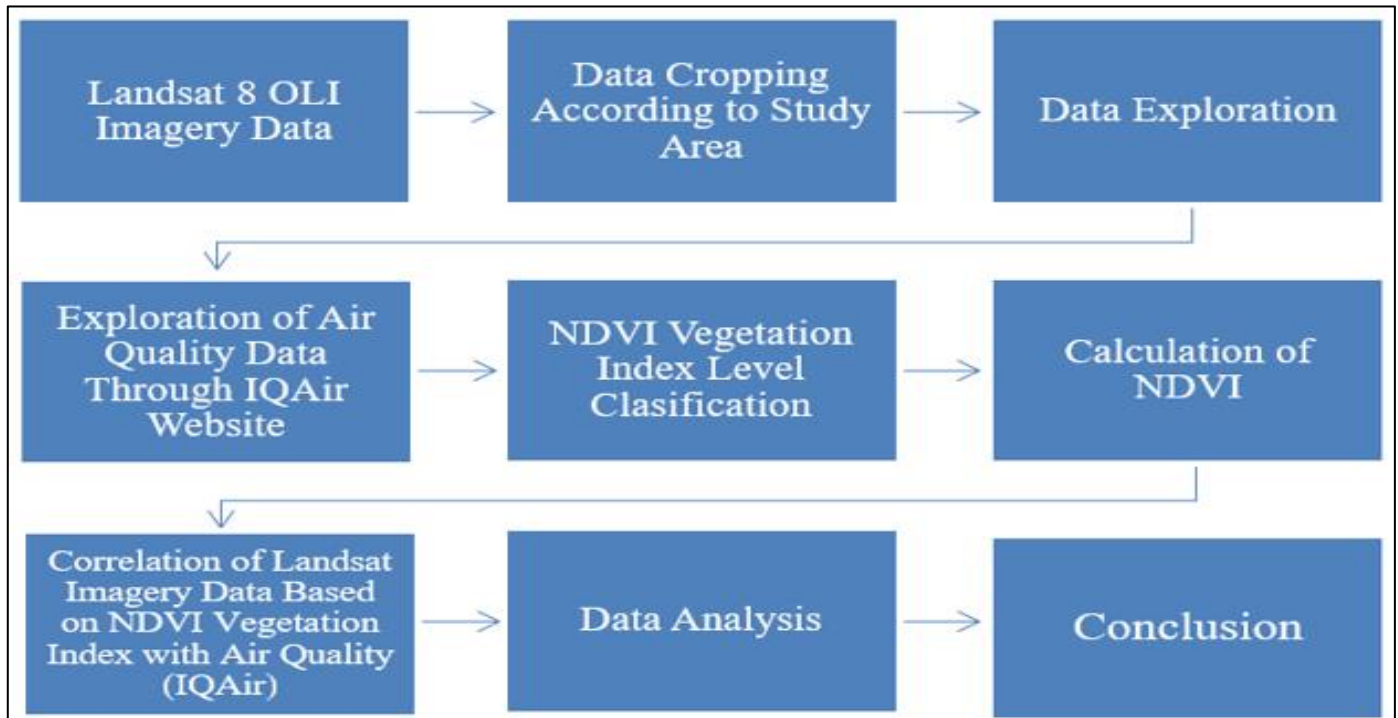 Landsat 8 OLI
Imagery Data
Data Cropping
According to Study
Area
Data Exploration
Exploration of Air
Quality Data
Through IQAir
Website
NDVI Vegetation
Index Level
Clasification
Calculation of
NDVI
Correlation of Landsat
Imagery Data Based
on NDVI Vegetation
Index with Air Quality
(IQAir)
Data Analysis
Conclusion